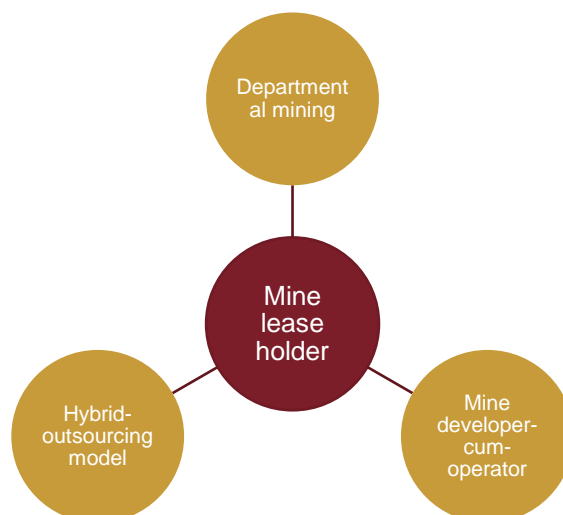 Department
al mining
Mine
lease
holder
Hybrid-
outsourcing
model
Mine
developer-
cum-
operator